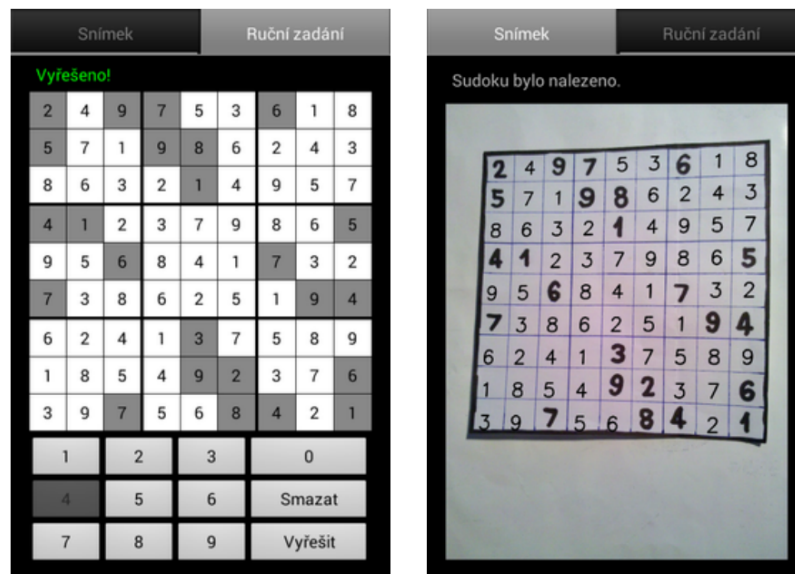 Snímek Ruční zadání
Vyřešeno!
2 4 9 7 5 3 6 1 8
5 7 1 9 8 6 2 4 3
8 6 3 2 1 4 9 5 7
4 1 2 3 7 9 8 6 5
9 5 6 8 4 1 7 3 2
7 3 8 6 2 5 1 9 4
6 2 4 1 3 7 5 8 9
1 8 5 4 9 2 3 7 6
3 9 7 5 6 8 4 2 1
1 2 3 0
4 5 6 Smazat
7 8 9 Vyřešit
Snímek Ruční zadání
Sudoku bylo nalezeno.
2 4 9 7 5 3 6 1 8
5 7 1 9 8 6 2 4 3
8 6 3 2 1 4 9 5 7
4 1 2 3 7 9 8 6 5
9 5 6 8 4 1 7 3 2
7 3 8 6 2 5 1 9 4
6 2 4 1 3 7 5 8 9
1 8 5 4 9 2 3 7 6
3 9 7 5 6 8 4 2 1